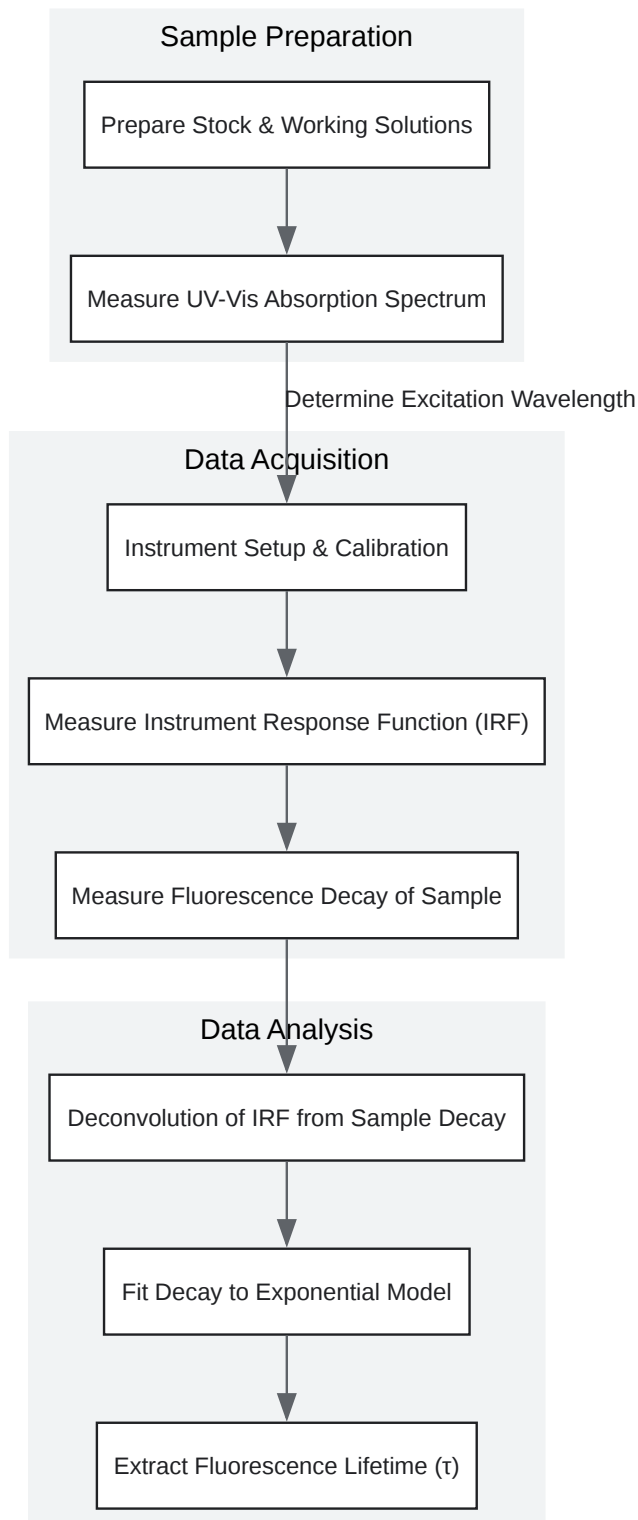 Sample Preparation
Prepare Stock & Working Solutions
Measure UV-Vis Absorption Spectrum
Determine Excitation Wavelength
Data Acquisition
Instrument Setup & Calibration
Measure Instrument Response Function (IRF)
Measure Fluorescence Decay of Sample
Data Analysis
Deconvolution of IRF from Sample Decay
Fit Decay to Exponential Model
Extract Fluorescence Lifetime (τ)